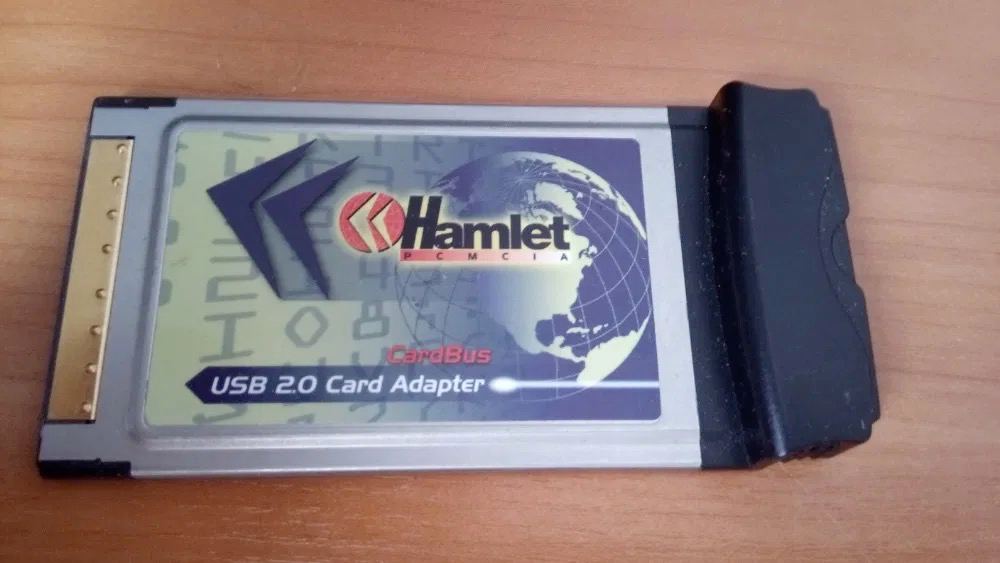 Hamlet
PCMCIA
CardBus
USB 2.0 Card Adapter